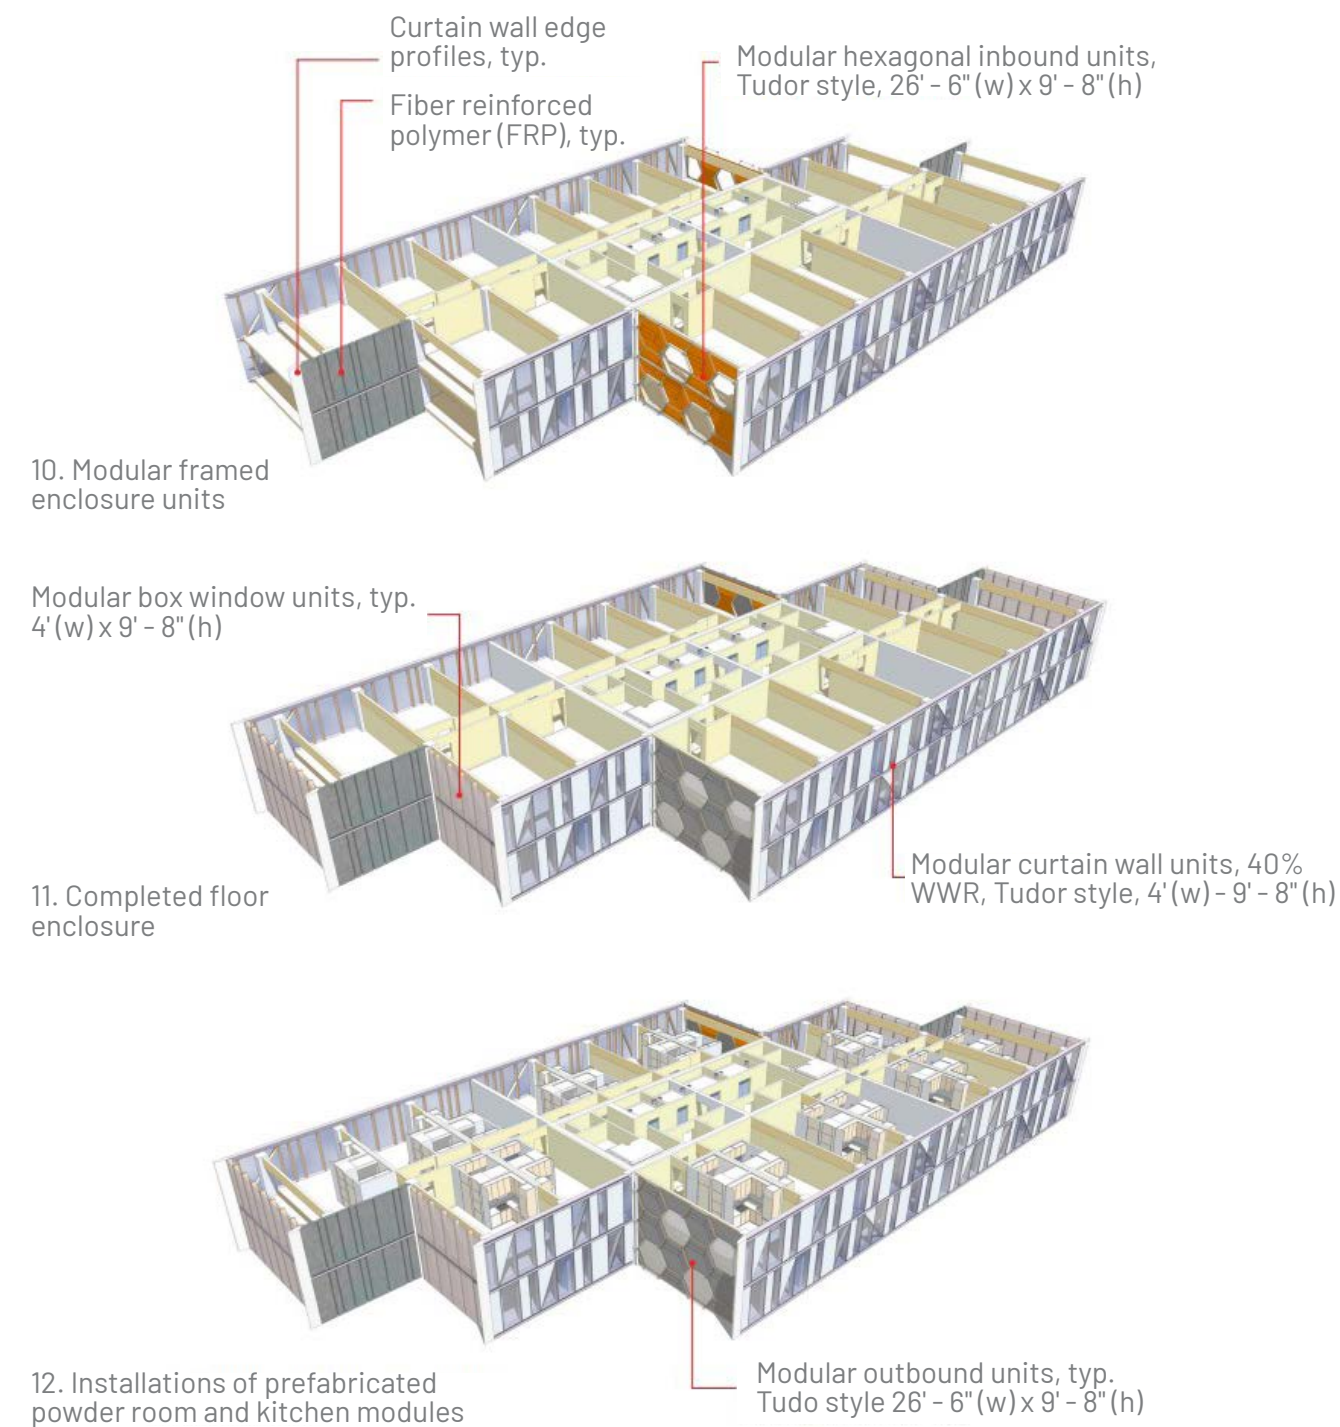 Curtain wall edge
profiles, typ.
Fiber reinforced
polymer (FRP), typ.
Modular hexagonal inbound units,
Tudor style, 26' - 6" (w) x 9' - 8" (h)
10. Modular framed
enclosure units
Modular box window units, typ.
4' (w) x 9' - 8" (h)
Modular curtain wall units, 40%
WWR, Tudor style, 4' (w) - 9' - 8" (h)
11. Completed floor
enclosure
Modular outbound units, typ.
Tudo style 26' - 6" (w) x 9' - 8" (h)
12. Installations of prefabricated
powder room and kitchen modules